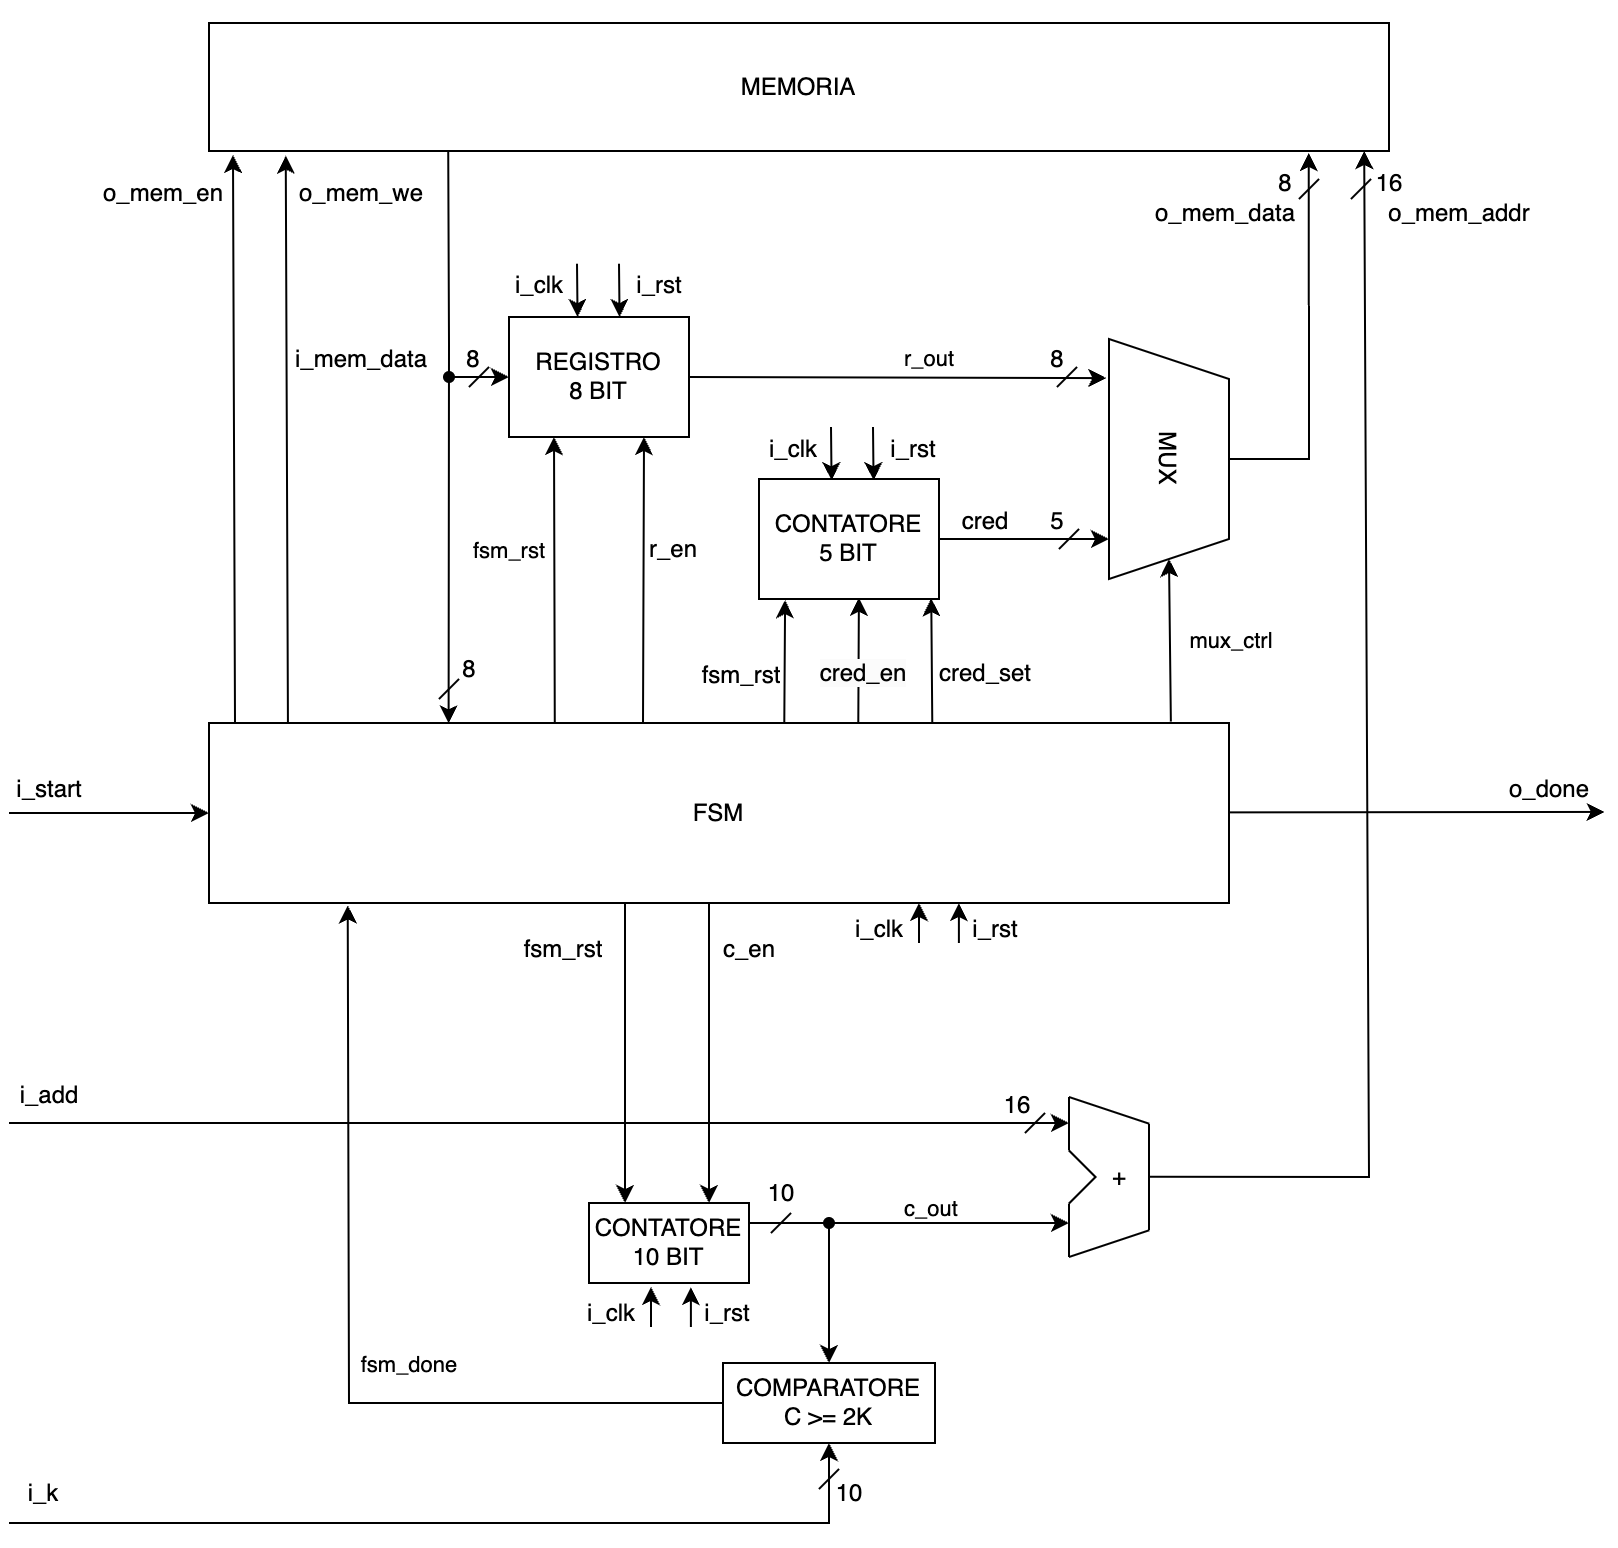 MEMORIA
o_mem_en
o_mem_we
8
16
o_mem_data
o_mem_addr
i_clk
i_rst
i_mem_data
8
REGISTRO
8 BIT
r_out
8
MUX
i_clk
i_rst
CONTATORE
5 BIT
cred
5
fsm_rst
r_en
8
fsm_rst
cred_en
cred_set
mux_ctrl
i_start
FSM
o_done
i_clk
i_rst
fsm_rst
c_en
i_add
16
+
CONTATORE
10 BIT
10
c_out
i_clk
i_rst
fsm_done
COMPARATORE
C >= 2K
i_k
10